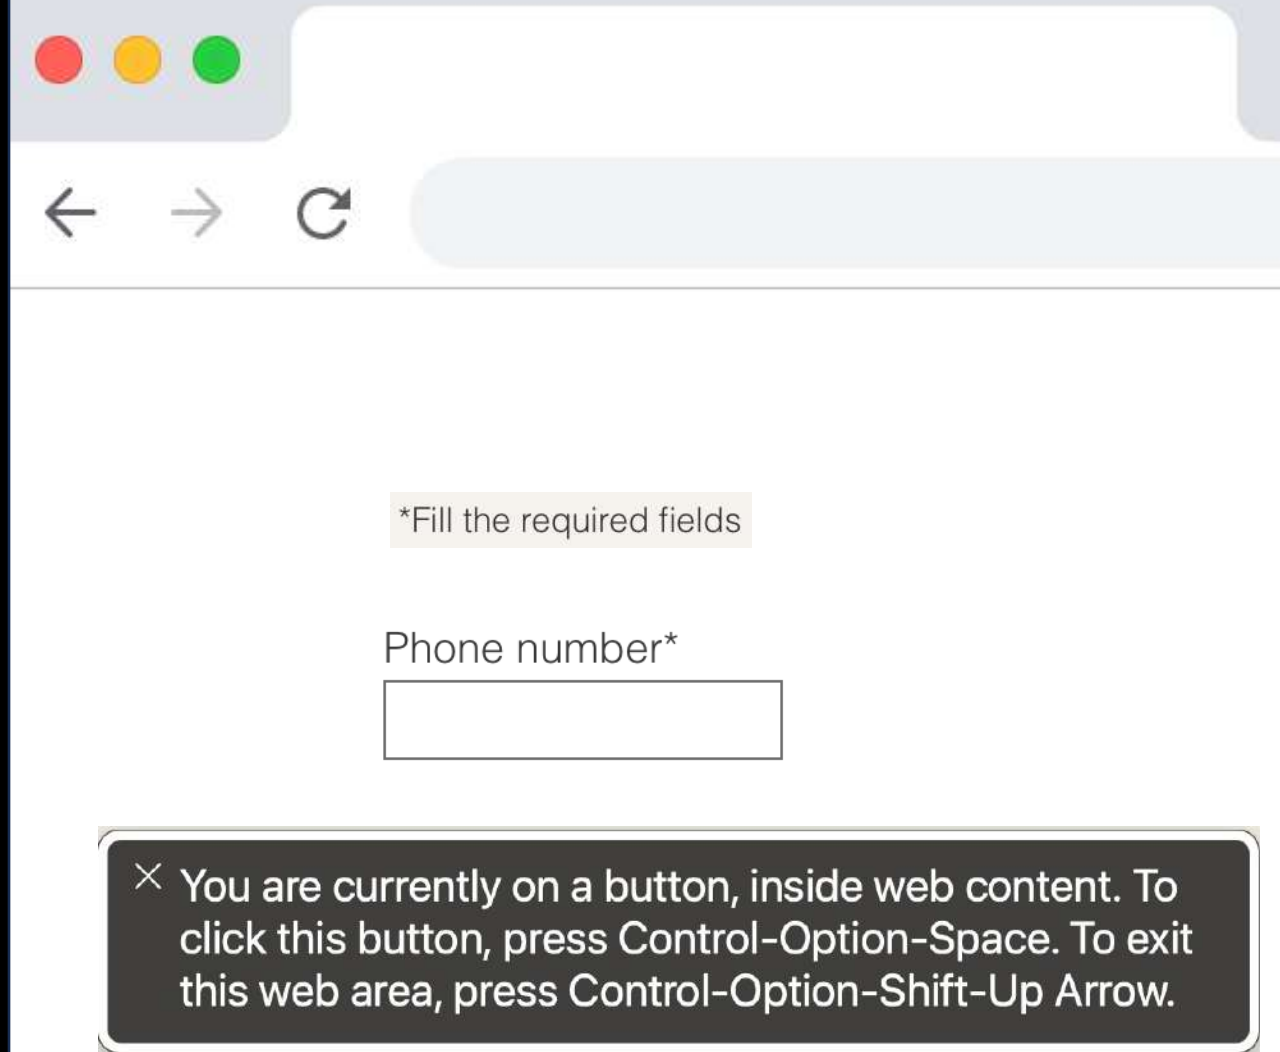 *Fill the required fields
Phone number*
You are currently on a button, inside web content. To
click this button, press Control-Option-Space. To exit
this web area, press Control-Option-Shift-Up Arrow.